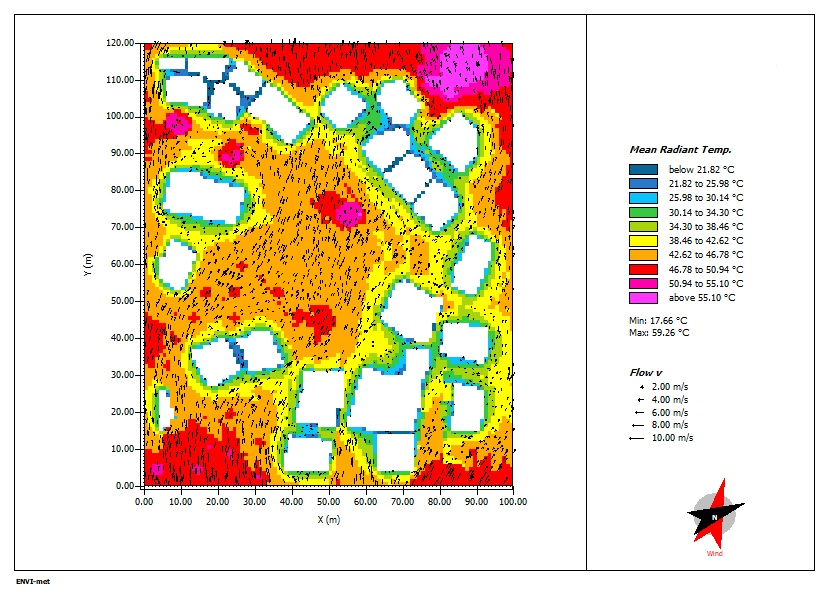 120.00
110.00
100.00
90.00
80.00
70.00
60.00
50.00
40.00
30.00
20.00
10.00
0.00
Y (m)
0.00 10.00 20.00 30.00 40.00 50.00 60.00 70.00 80.00 90.00 100.00
X (m)
Mean Radiant Temp.
below 21.82 °C
21.82 to 25.98 °C
25.98 to 30.14 °C
30.14 to 34.30 °C
34.30 to 38.46 °C
38.46 to 42.62 °C
42.62 to 46.78 °C
46.78 to 50.94 °C
50.94 to 55.10 °C
above 55.10 °C
Min: 17.66 °C
Max: 59.26 °C
Flow v
2.00 m/s
4.00 m/s
6.00 m/s
8.00 m/s
10.00 m/s
N
Wind
ENVI-met